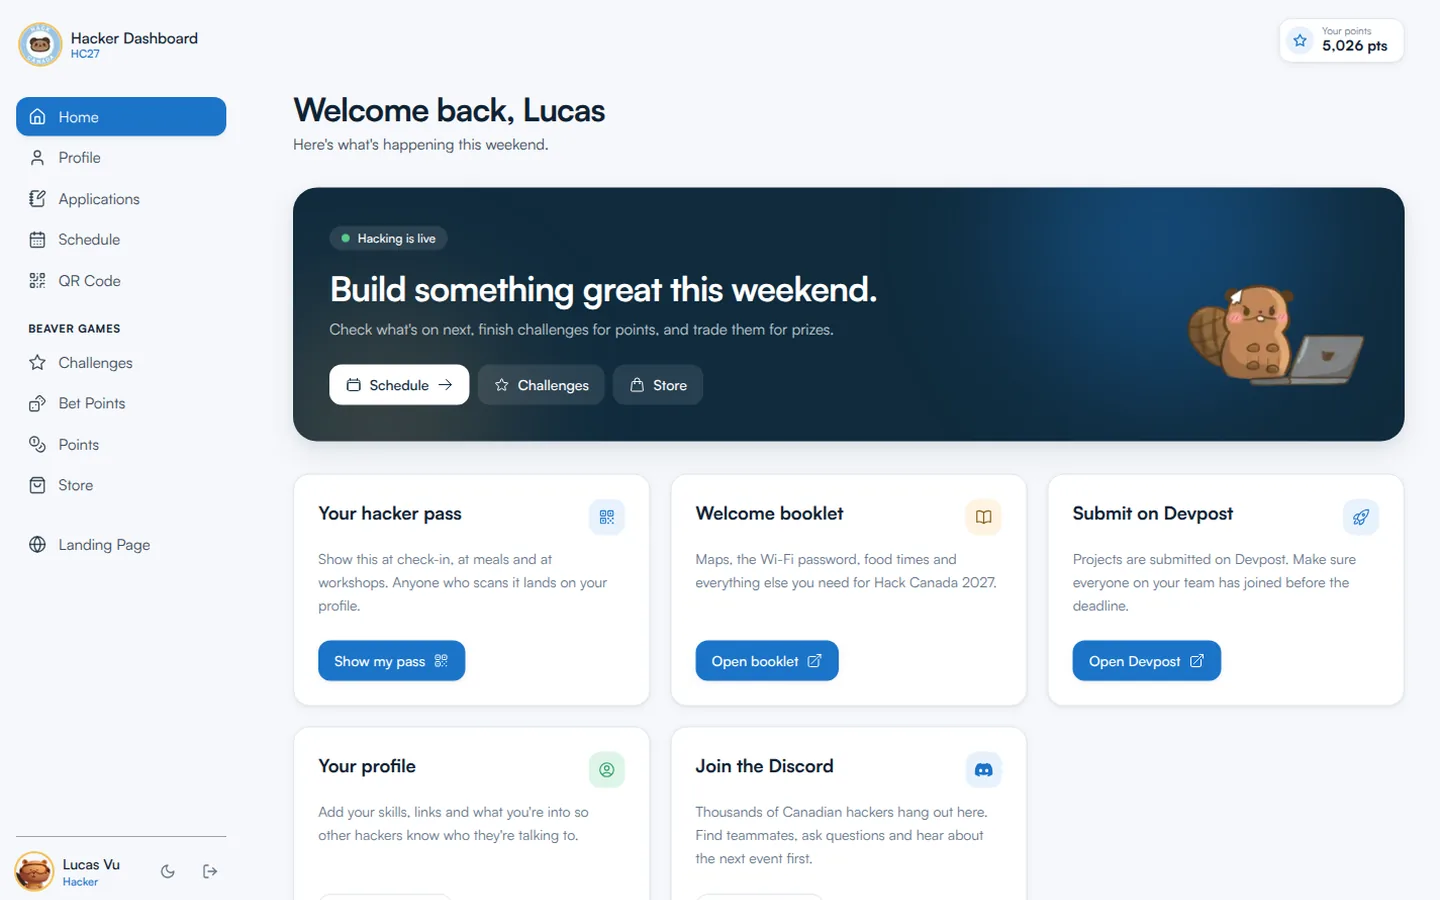 HACK
CANADA
Hacker Dashboard
HC27
Your points
5,026 pts
Home
Profile
Applications
Schedule
QR Code
BEAVER GAMES
Challenges
Bet Points
Points
Store
Landing Page
Lucas Vu
Hacker
Welcome back, Lucas
Here's what's happening this weekend.
Hacking is live
Build something great this weekend.
Check what's on next, finish challenges for points, and trade them for prizes.
Schedule
Challenges
Store
Your hacker pass
Show this at check-in, at meals and at
workshops. Anyone who scans it lands on your
profile.
Show my pass
Welcome booklet
Maps, the Wi-Fi password, food times and
everything else you need for Hack Canada 2027.
Open booklet
Submit on Devpost
Projects are submitted on Devpost. Make sure
everyone on your team has joined before the
deadline.
Open Devpost
Your profile
Add your skills, links and what you're into so
other hackers know who they're talking to.
Join the Discord
Thousands of Canadian hackers hang out here.
Find teammates, ask questions and hear about
the next event first.